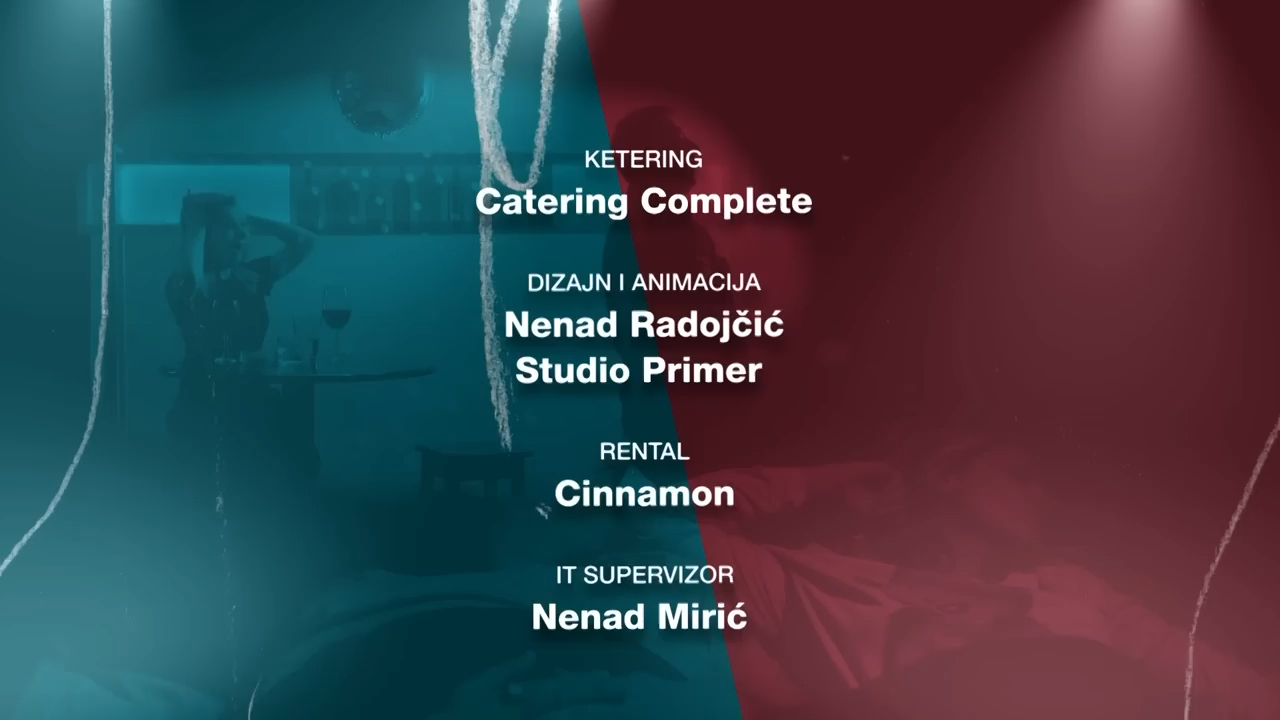 KETERING
Catering Complete
DIZAJN I ANIMACIJA
Nenad Radojčić
Studio Primer
RENTAL
Cinnamon
IT SUPERVIZOR
Nenad Mirić